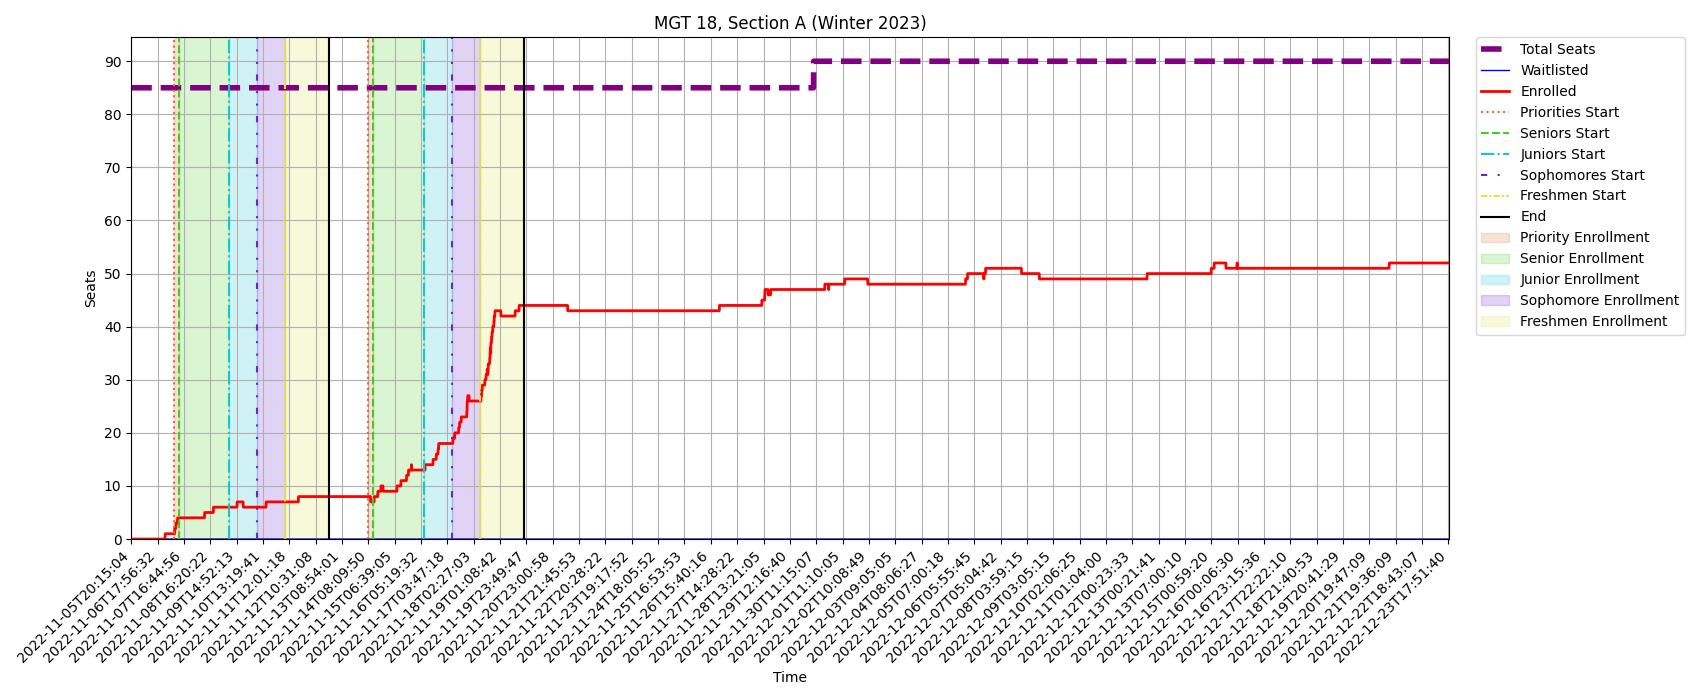 MGT 18, Section A (Winter 2023)
Seats
90
80
70
60
50
40
30
20
10
0
2022-11-05T20:15:04
2022-11-06T17:56:32
2022-11-07T16:44:56
2022-11-08T16:20:22
2022-11-09T14:52:13
2022-11-10T13:19:41
2022-11-11T12:01:18
2022-11-12T10:31:08
2022-11-13T08:54:01
2022-11-14T08:09:50
2022-11-15T06:39:05
2022-11-16T05:19:32
2022-11-17T03:47:18
2022-11-18T02:27:03
2022-11-19T01:08:42
2022-11-19T23:49:47
2022-11-20T23:00:58
2022-11-21T21:45:53
2022-11-22T20:28:22
2022-11-23T19:17:52
2022-11-24T18:05:52
2022-11-25T16:53:53
2022-11-26T15:40:16
2022-11-27T14:28:22
2022-11-28T13:21:05
2022-11-29T12:16:40
2022-11-30T11:15:07
2022-12-01T11:10:05
2022-12-02T10:08:49
2022-12-03T09:05:05
2022-12-04T08:06:27
2022-12-05T07:00:18
2022-12-06T05:55:45
2022-12-07T05:04:42
2022-12-08T03:59:15
2022-12-09T03:05:15
2022-12-10T02:06:25
2022-12-11T01:04:00
2022-12-12T00:23:33
2022-12-13T00:21:41
2022-12-13T17:00:10
2022-12-15T00:59:20
2022-12-16T00:06:30
2022-12-16T23:15:36
2022-12-17T22:22:10
2022-12-18T21:40:53
2022-12-19T20:41:29
2022-12-20T19:47:09
2022-12-21T19:36:09
2022-12-22T18:43:07
2022-12-23T17:51:40
Time
Total Seats
Waitlisted
Enrolled
Priorities Start
Seniors Start
Juniors Start
Sophomores Start
Freshmen Start
End
Priority Enrollment
Senior Enrollment
Junior Enrollment
Sophomore Enrollment
Freshmen Enrollment